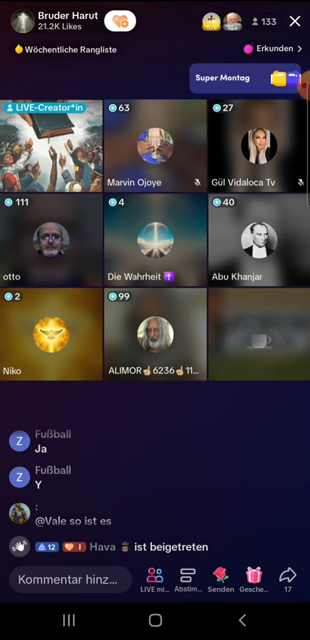 Bruder Harut
21.2K Likes
133
Wöchentliche Rangliste
Erkunden >
Super Montag
LIVE-Creator*in
63
Marvin Ojoye
27
Gül Vidaloca Tv
111
otto
4
Die Wahrheit ✝️
40
Abu Khanjar
2
Niko
99
ALIMOR☝🏼6236☝🏼11...
Z
Fußball
Ja
Z
Fußball
Y
:
@Vale so ist es
12
I
Hava
ist beigetreten
Kommentar hinz...
LIVE mi...
Abstim...
Senden
Gesche...
17